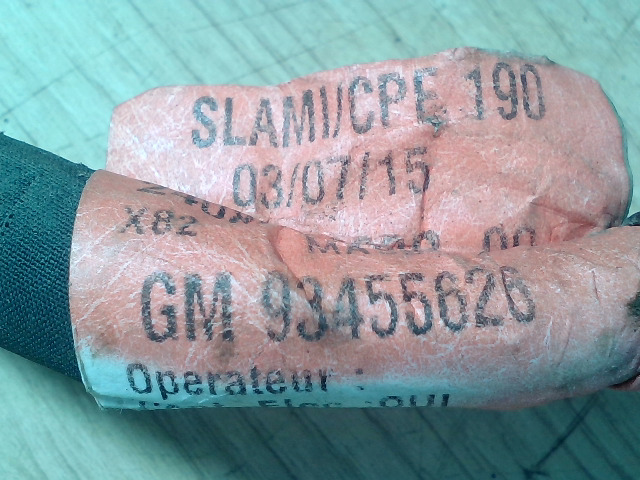 SLAMI/CPE 190
03/07/15
X82
GM 93455626
Operateur :